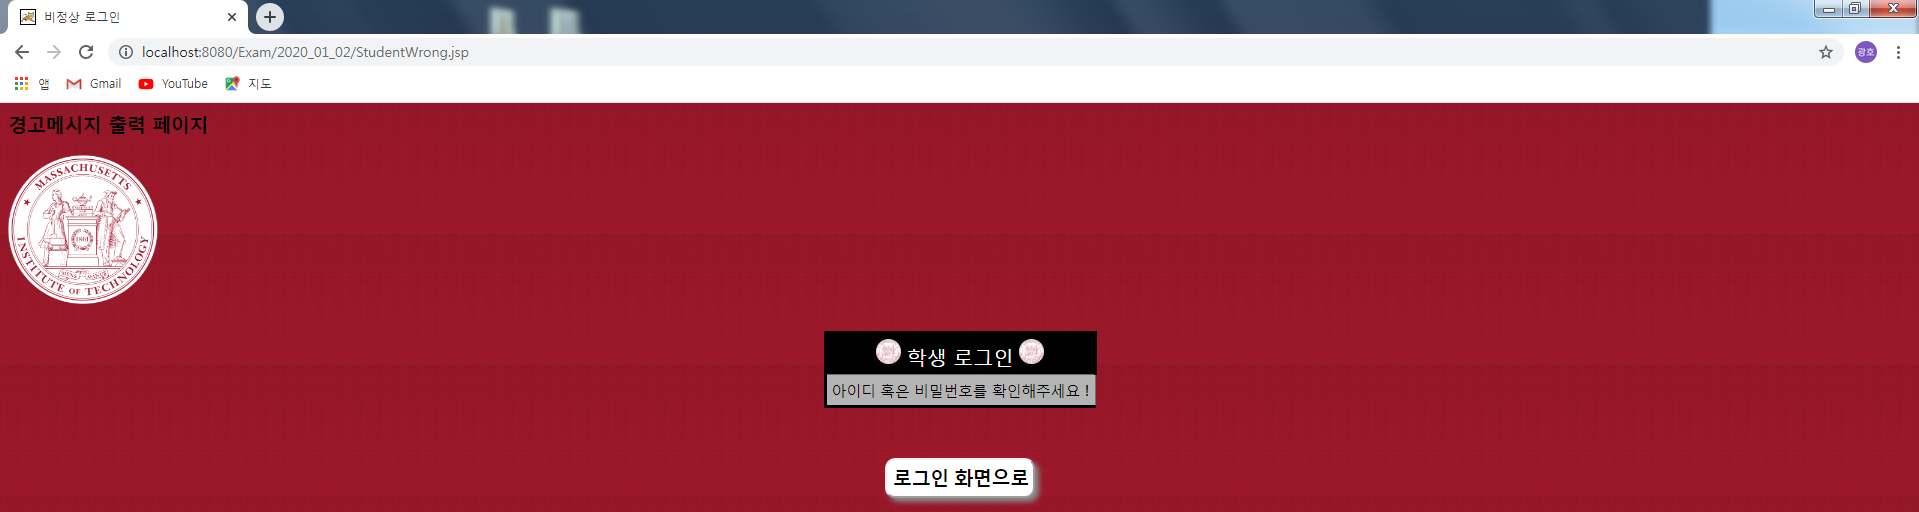 비정상 로그인
localhost:8080/Exam/2020_01_02/StudentWrong.jsp
광호
앱 Gmail YouTube 지도
경고메시지 출력 페이지
MASSACHUSETTS
INSTITUTE OF TECHNOLOGY
1861
학생 로그인
아이디 혹은 비밀번호를 확인해주세요 !
로그인 화면으로